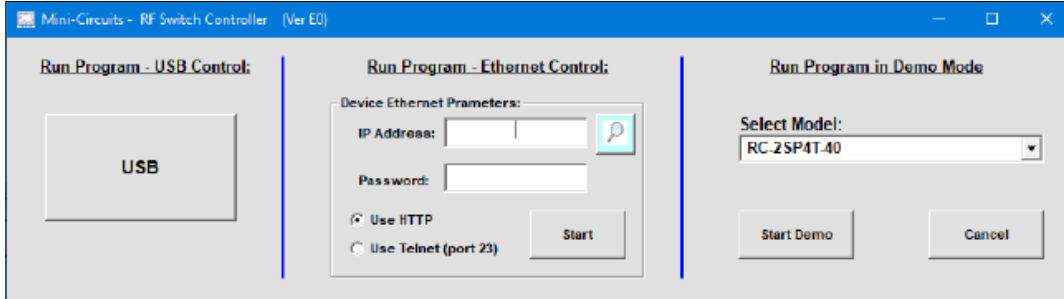 Mini-Circuits - RF Switch Controller (Ver E0)
Run Program - USB Control:
USB
Run Program - Ethernet Control:
Device Ethernet Prameters:
IP Address:
Password:
Use HTTP
Use Telnet (port 23)
Start
Run Program in Demo Mode
Select Model:
RC-2SP4T-40
Start Demo
Cancel